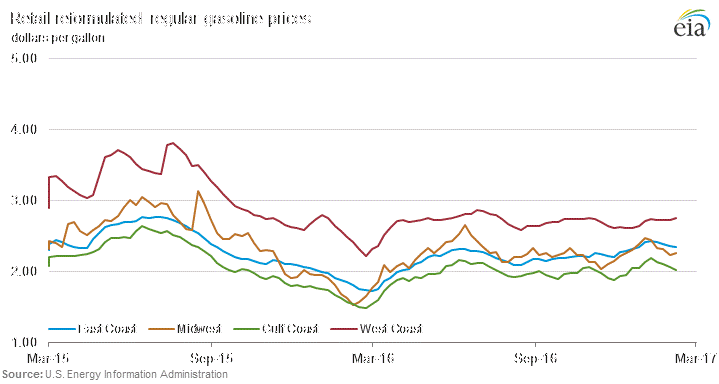 Retail reformulated regular gasoline prices
dollars per gallon
eia
5.00
4.00
3.00
2.00
1.00
East Coast Midwest Gulf Coast West Coast
Mar-15 Sep-15 Mar-16 Sep-16 Mar-17
Source: U.S. Energy Information Administration